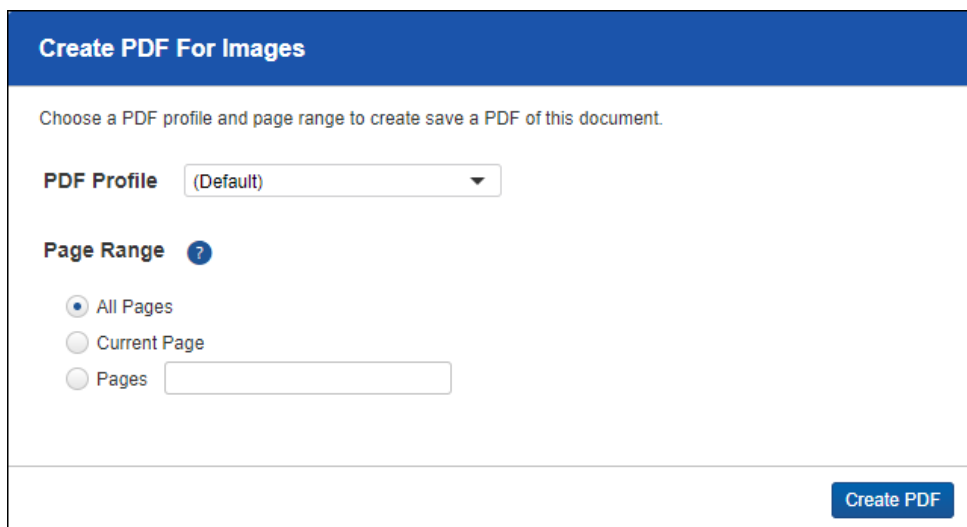 Create PDF For Images
Choose a PDF profile and page range to create save a PDF of this document.
PDF Profile (Default)
Page Range ?
All Pages
Current Page
Pages
Create PDF